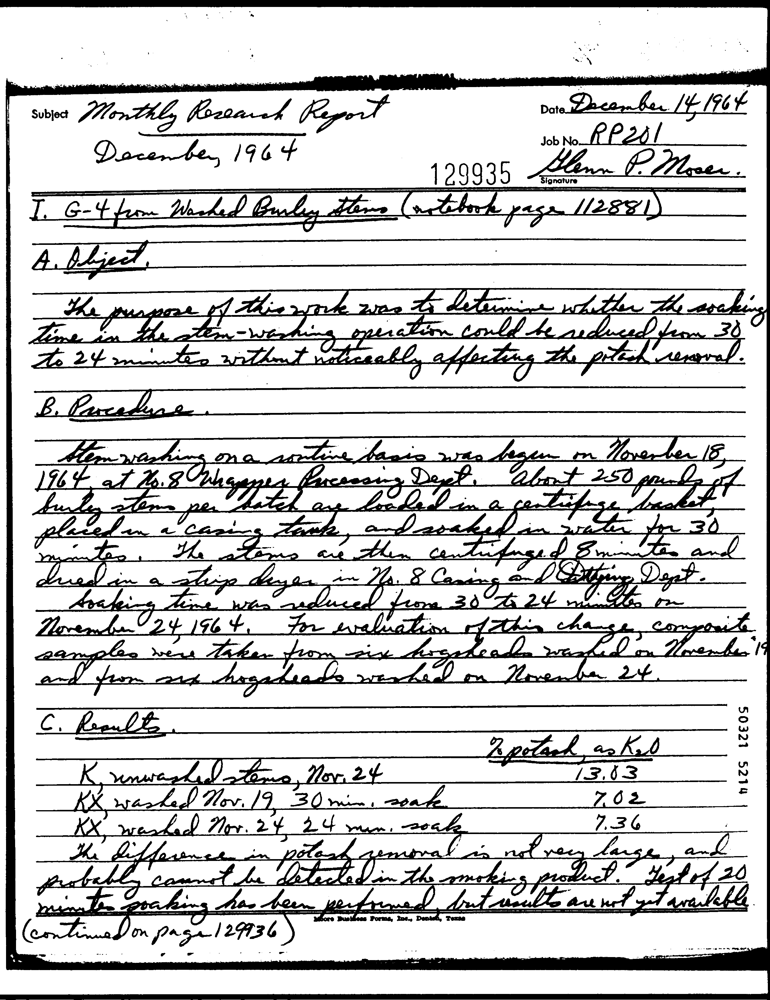 Subject Monthly Research Report
Date December 14, 1964
December, 1964
Job No. RP201
129935
Glenn P. Moser.
Signature
I. G-4 from Washed Burley Stems (notebook page 112881)
A. Object.
The purpose of this work was to determine whether the soaking
time in the stem-washing operation could be reduced from 30
to 24 minutes without noticeably affecting the potash removal.
B. Procedure.
Stem washing on a routine basis was begun on November 18,
1964, at No. 8 Wrapper Processing Dept. About 250 pounds of
burley stems per batch are loaded in a centrifuge basket,
placed in a casing tank, and soaked in water for 30
minutes. The stems are then centrifuged 8 minutes and
dried in a strip dryer in No. 8 Casing and Dept.
Soaking time was reduced from 30 to 24 minutes on
November 24, 1964. For evaluation of this change, composite
samples were taken from six hogsheads washed on November 19
and from six hogsheads washed on November 24.
C. Results.
% potash, as K2O
K, unwashed stems, Nov. 24 13.03
KX, washed Nov. 19, 30 min. soak 7.02
KX, washed Nov. 24, 24 min. soak 7.36
The difference in potash removal is not very large, and
probably cannot be detected in the smoking product. Test of 20
minutes soaking has been performed, but results are not yet available.
Moore Business Forms, Inc., Denton, Texas
(continued on page 129936)
50321 5214